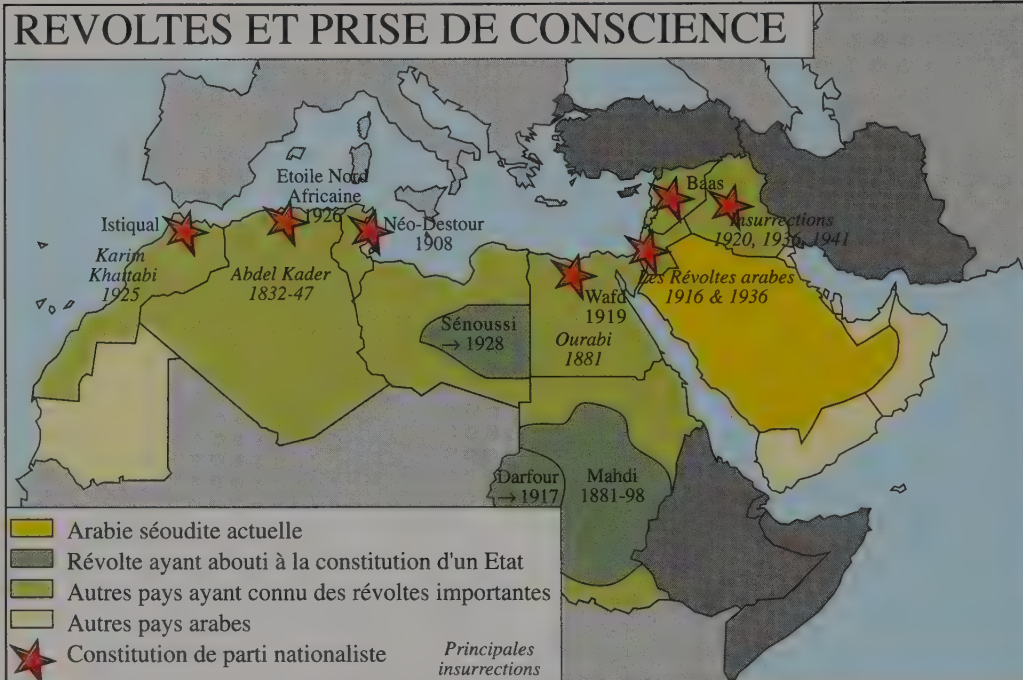 REVOLTES ET PRISE DE CONSCIENCE
Etoile Nord
Africaine
1926
Istiqual
Néo-Destour
1908
Karim
Khattabi
1925
Abdel Kader
1832-47
Baas
Insurrections
1920, 1936, 1941
Les Révoltes arabes
1916 & 1936
Wafd
1919
Ourabi
1881
Sénoussi
→ 1928
Darfour
→ 1917
Mahdi
1881-98
Arabie séoudite actuelle
Révolte ayant abouti à la constitution d'un Etat
Autres pays ayant connu des révoltes importantes
Autres pays arabes
Constitution de parti nationaliste
Principales
insurrections